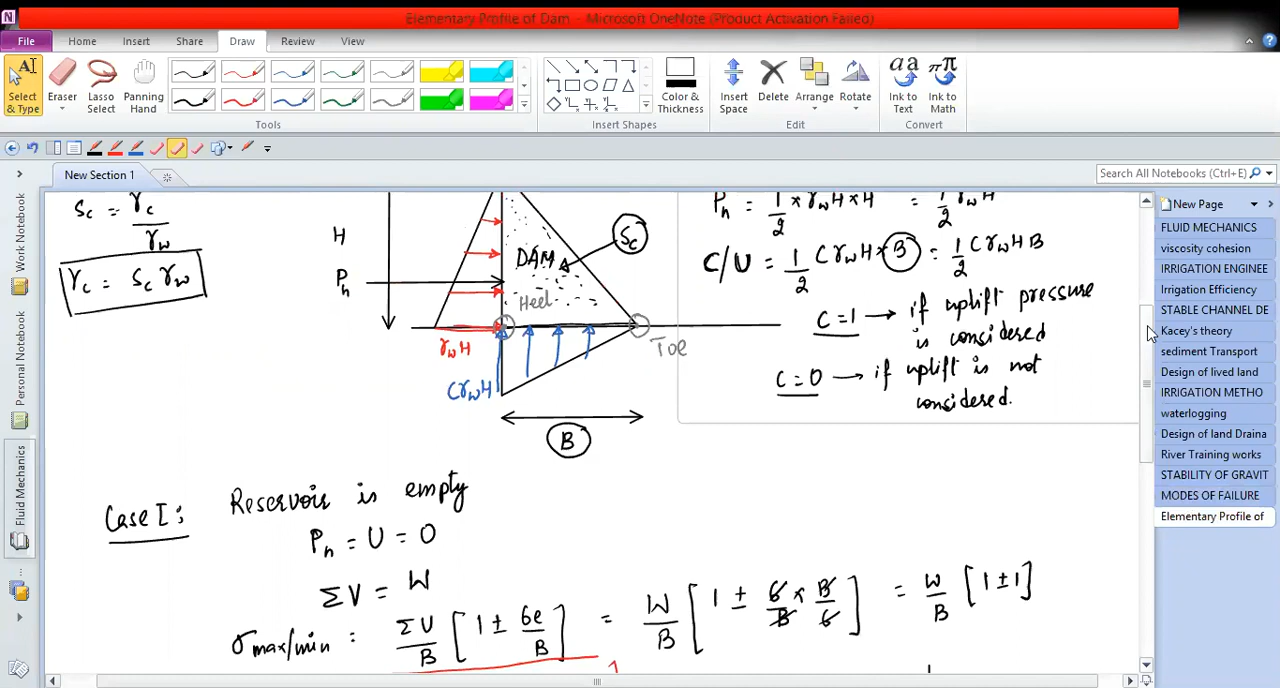 Elementary Profile of Dam - Microsoft OneNote (Product Activation Failed)
File Home Insert Share Draw Review View
Select & Type
Eraser
Lasso Select
Panning Hand
Color & Thickness
Insert Space
Delete
Arrange
Rotate
Ink to Text
Ink to Math
Tools
Insert Shapes
Edit
Convert
New Section 1
Search All Notebooks (Ctrl+E)
Work Notebook
Personal Notebook
Fluid Mechanics
New Page
FLUID MECHANICS
viscosity cohesion
IRRIGATION ENGINEE
Irrigation Efficiency
STABLE CHANNEL DE
Kacey's theory
sediment Transport
Design of lived land
IRRIGATION METHO
waterlogging
Design of land Draina
River Training works
STABILITY OF GRAVIT
MODES OF FAILURE
Elementary Profile of
Sc = γc/γw
γc = Sc γw
H
Ph
DAM
Sc
Heel
Toe
γwH
CγwH
B
Ph = 1/2 × γwH × H = 1/2 γwH
C/U = 1/2 CγwH × B = 1/2 CγwHB
C=1 → if uplift pressure
is considered
C=0 → if uplift is not
considered.
Case I: Reservoir is empty
Ph = U = 0
ΣV = W
σmax/min = ΣV/B [1 ± 6e/B] = W/B [1 ± 6/B × B/6] = W/B [1±1]